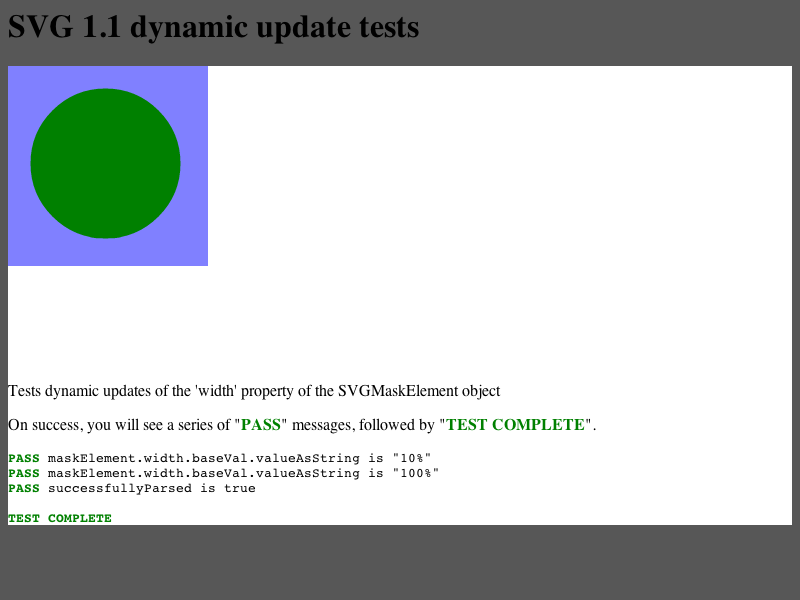 SVG 1.1 dynamic update tests
Tests dynamic updates of the 'width' property of the SVGMaskElement object
On success, you will see a series of "PASS" messages, followed by "TEST COMPLETE".
PASS maskElement.width.baseVal.valueAsString is "10%"
PASS maskElement.width.baseVal.valueAsString is "100%"
PASS successfullyParsed is true
TEST COMPLETE